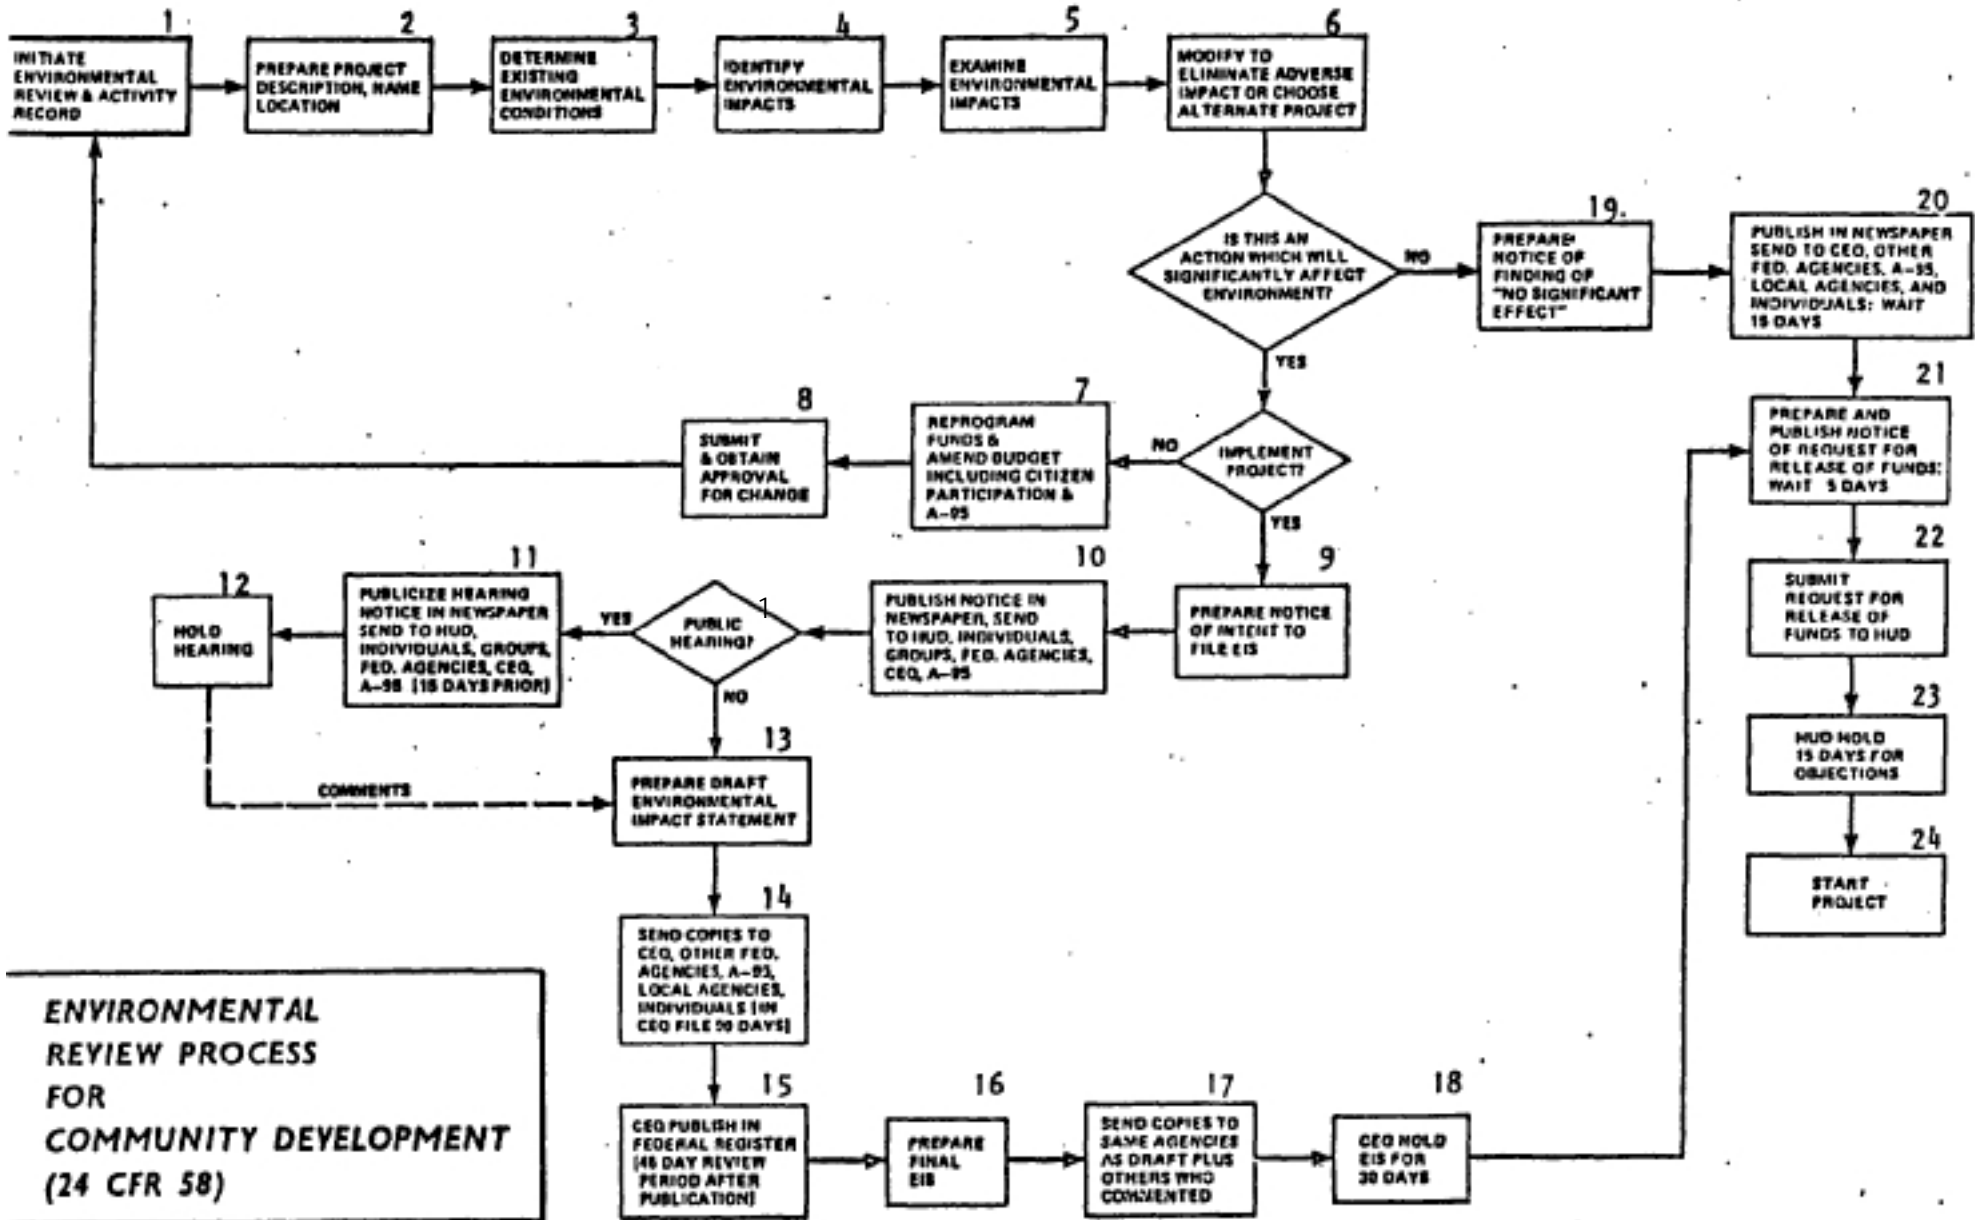 1
INITIATE
ENVIRONMENTAL
REVIEW & ACTIVITY
RECORD
2
PREPARE PROJECT
DESCRIPTION, NAME
LOCATION
3
DETERMINE
EXISTING
ENVIRONMENTAL
CONDITIONS
4
IDENTIFY
ENVIRONMENTAL
IMPACTS
5
EXAMINE
ENVIRONMENTAL
IMPACTS
6
MODIFY TO
ELIMINATE ADVERSE
IMPACT OR CHOOSE
ALTERNATE PROJECT
IS THIS AN
ACTION WHICH WILL
SIGNIFICANTLY AFFECT
ENVIRONMENT?
NO
YES
19.
PREPARE
NOTICE OF
FINDING OF
"NO SIGNIFICANT
EFFECT"
20
PUBLISH IN NEWSPAPER
SEND TO CEQ, OTHER
FED. AGENCIES, A-95,
LOCAL AGENCIES, AND
INDIVIDUALS: WAIT
15 DAYS
21
PREPARE AND
PUBLISH NOTICE
OF REQUEST FOR
RELEASE OF FUNDS:
WAIT 5 DAYS
22
SUBMIT
REQUEST FOR
RELEASE OF
FUNDS TO HUD
23
HUD HOLD
15 DAYS FOR
OBJECTIONS
24
START
PROJECT
IMPLEMENT
PROJECT?
NO
YES
7
REPROGRAM
FUNDS &
AMEND BUDGET
INCLUDING CITIZEN
PARTICIPATION &
A-95
8
SUBMIT
& OBTAIN
APPROVAL
FOR CHANGE
9
PREPARE NOTICE
OF INTENT TO
FILE EIS
10
PUBLISH NOTICE IN
NEWSPAPER, SEND
TO HUD, INDIVIDUALS,
GROUPS, FED. AGENCIES,
CEQ, A-95
1
PUBLIC
HEARING?
YES
NO
11
PUBLICIZE HEARING
NOTICE IN NEWSPAPER
SEND TO HUD,
INDIVIDUALS, GROUPS,
FED. AGENCIES, CEQ,
A-95 [15 DAYS PRIOR]
12
HOLD
HEARING
COMMENTS
13
PREPARE DRAFT
ENVIRONMENTAL
IMPACT STATEMENT
14
SEND COPIES TO
CEQ, OTHER FED.
AGENCIES, A-95,
LOCAL AGENCIES,
INDIVIDUALS [IN
CEQ FILE 90 DAYS]
15
CEQ PUBLISH IN
FEDERAL REGISTER
[45 DAY REVIEW
PERIOD AFTER
PUBLICATION]
16
PREPARE
FINAL
EIS
17
SEND COPIES TO
SAME AGENCIES
AS DRAFT PLUS
OTHERS WHO
COMMENTED
18
CEQ HOLD
EIS FOR
30 DAYS
ENVIRONMENTAL
REVIEW PROCESS
FOR
COMMUNITY DEVELOPMENT
(24 CFR 58)